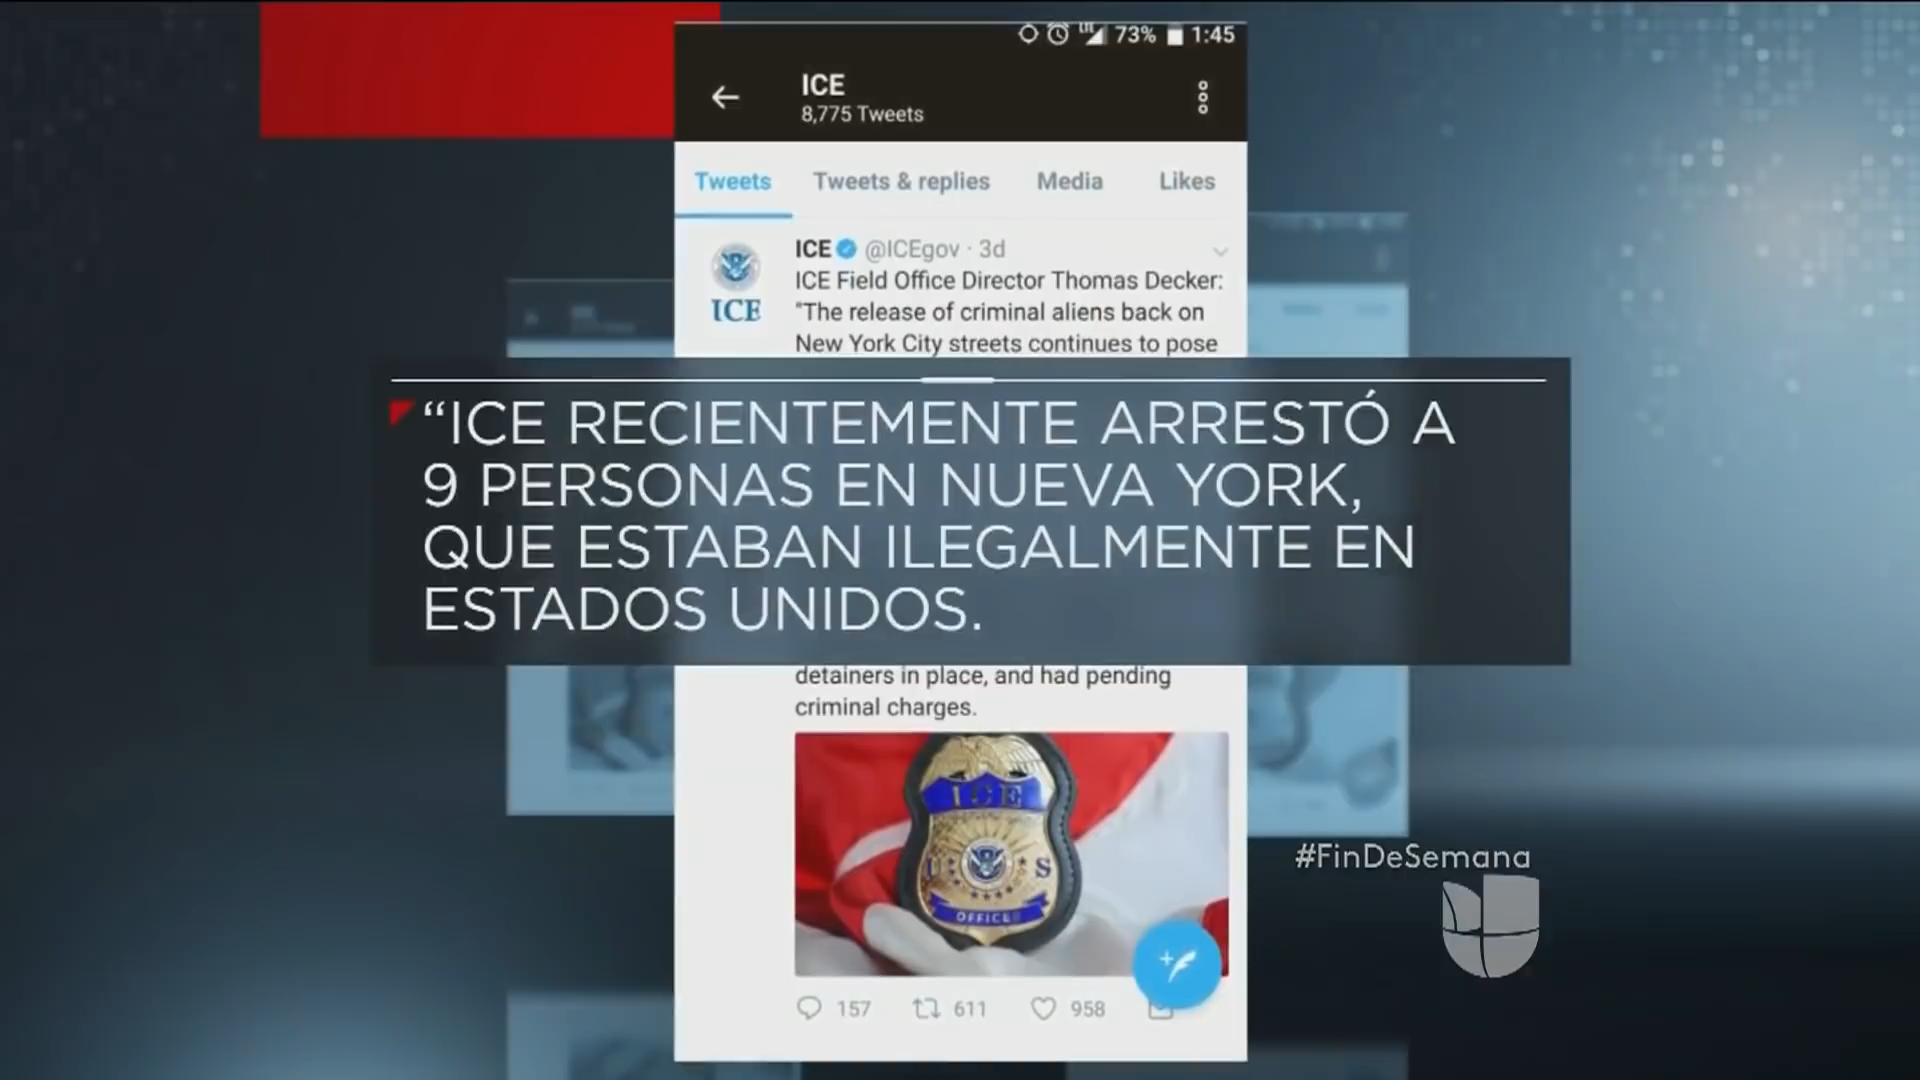 LTE 73% 1:45
ICE
8,775 Tweets
Tweets Tweets & replies Media Likes
ICE @ICEgov · 3d
ICE Field Office Director Thomas Decker:
"The release of criminal aliens back on
New York City streets continues to pose
ICE
“ICE RECIENTEMENTE ARRESTÓ A
9 PERSONAS EN NUEVA YORK,
QUE ESTABAN ILEGALMENTE EN
ESTADOS UNIDOS.
detainers in place, and had pending
criminal charges.
ICE
U S
OFFICER
157 611 958
#FinDeSemana